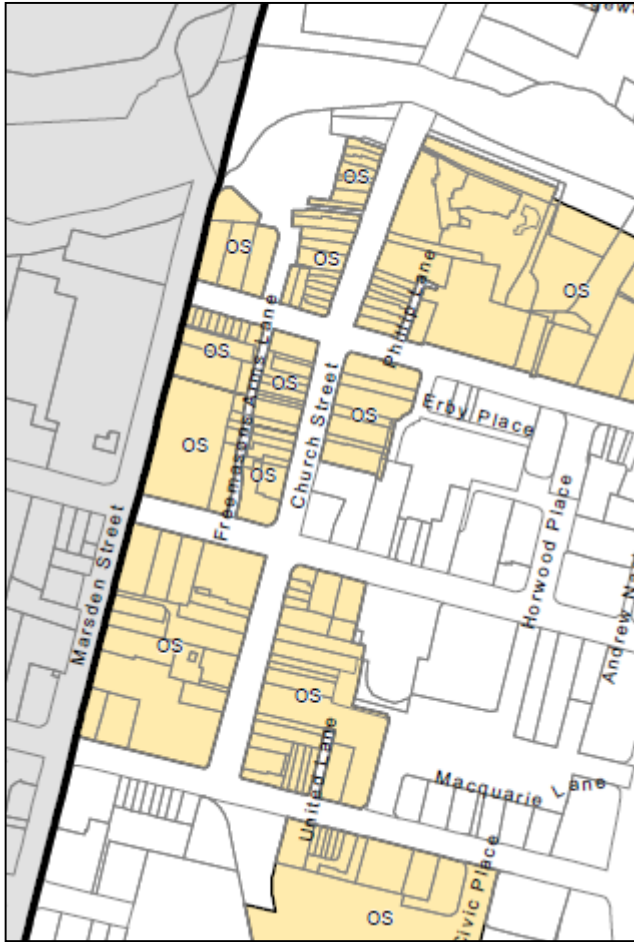 OS
OS
OS
OS
Phillip Lane
OS
OS
Erby Place
OS
Freemasons Arms Lane
Church Street
OS
OS
Horwood Place
Marsden Street
OS
OS
United Lane
Macquarie Lane
Civic Place
OS